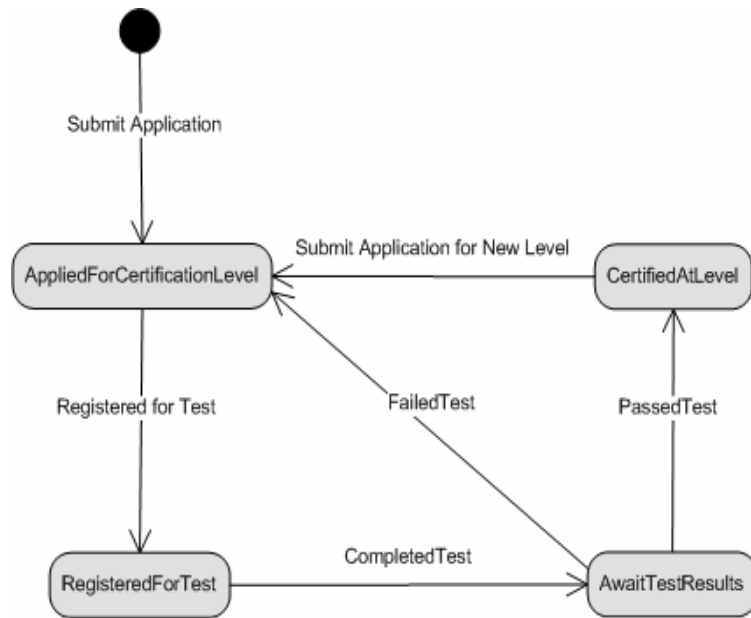 Submit Application
Submit Application for New Level
AppliedForCertificationLevel
CertifiedAtLevel
Registered for Test
FailedTest
PassedTest
CompletedTest
RegisteredForTest
AwaitTestResults